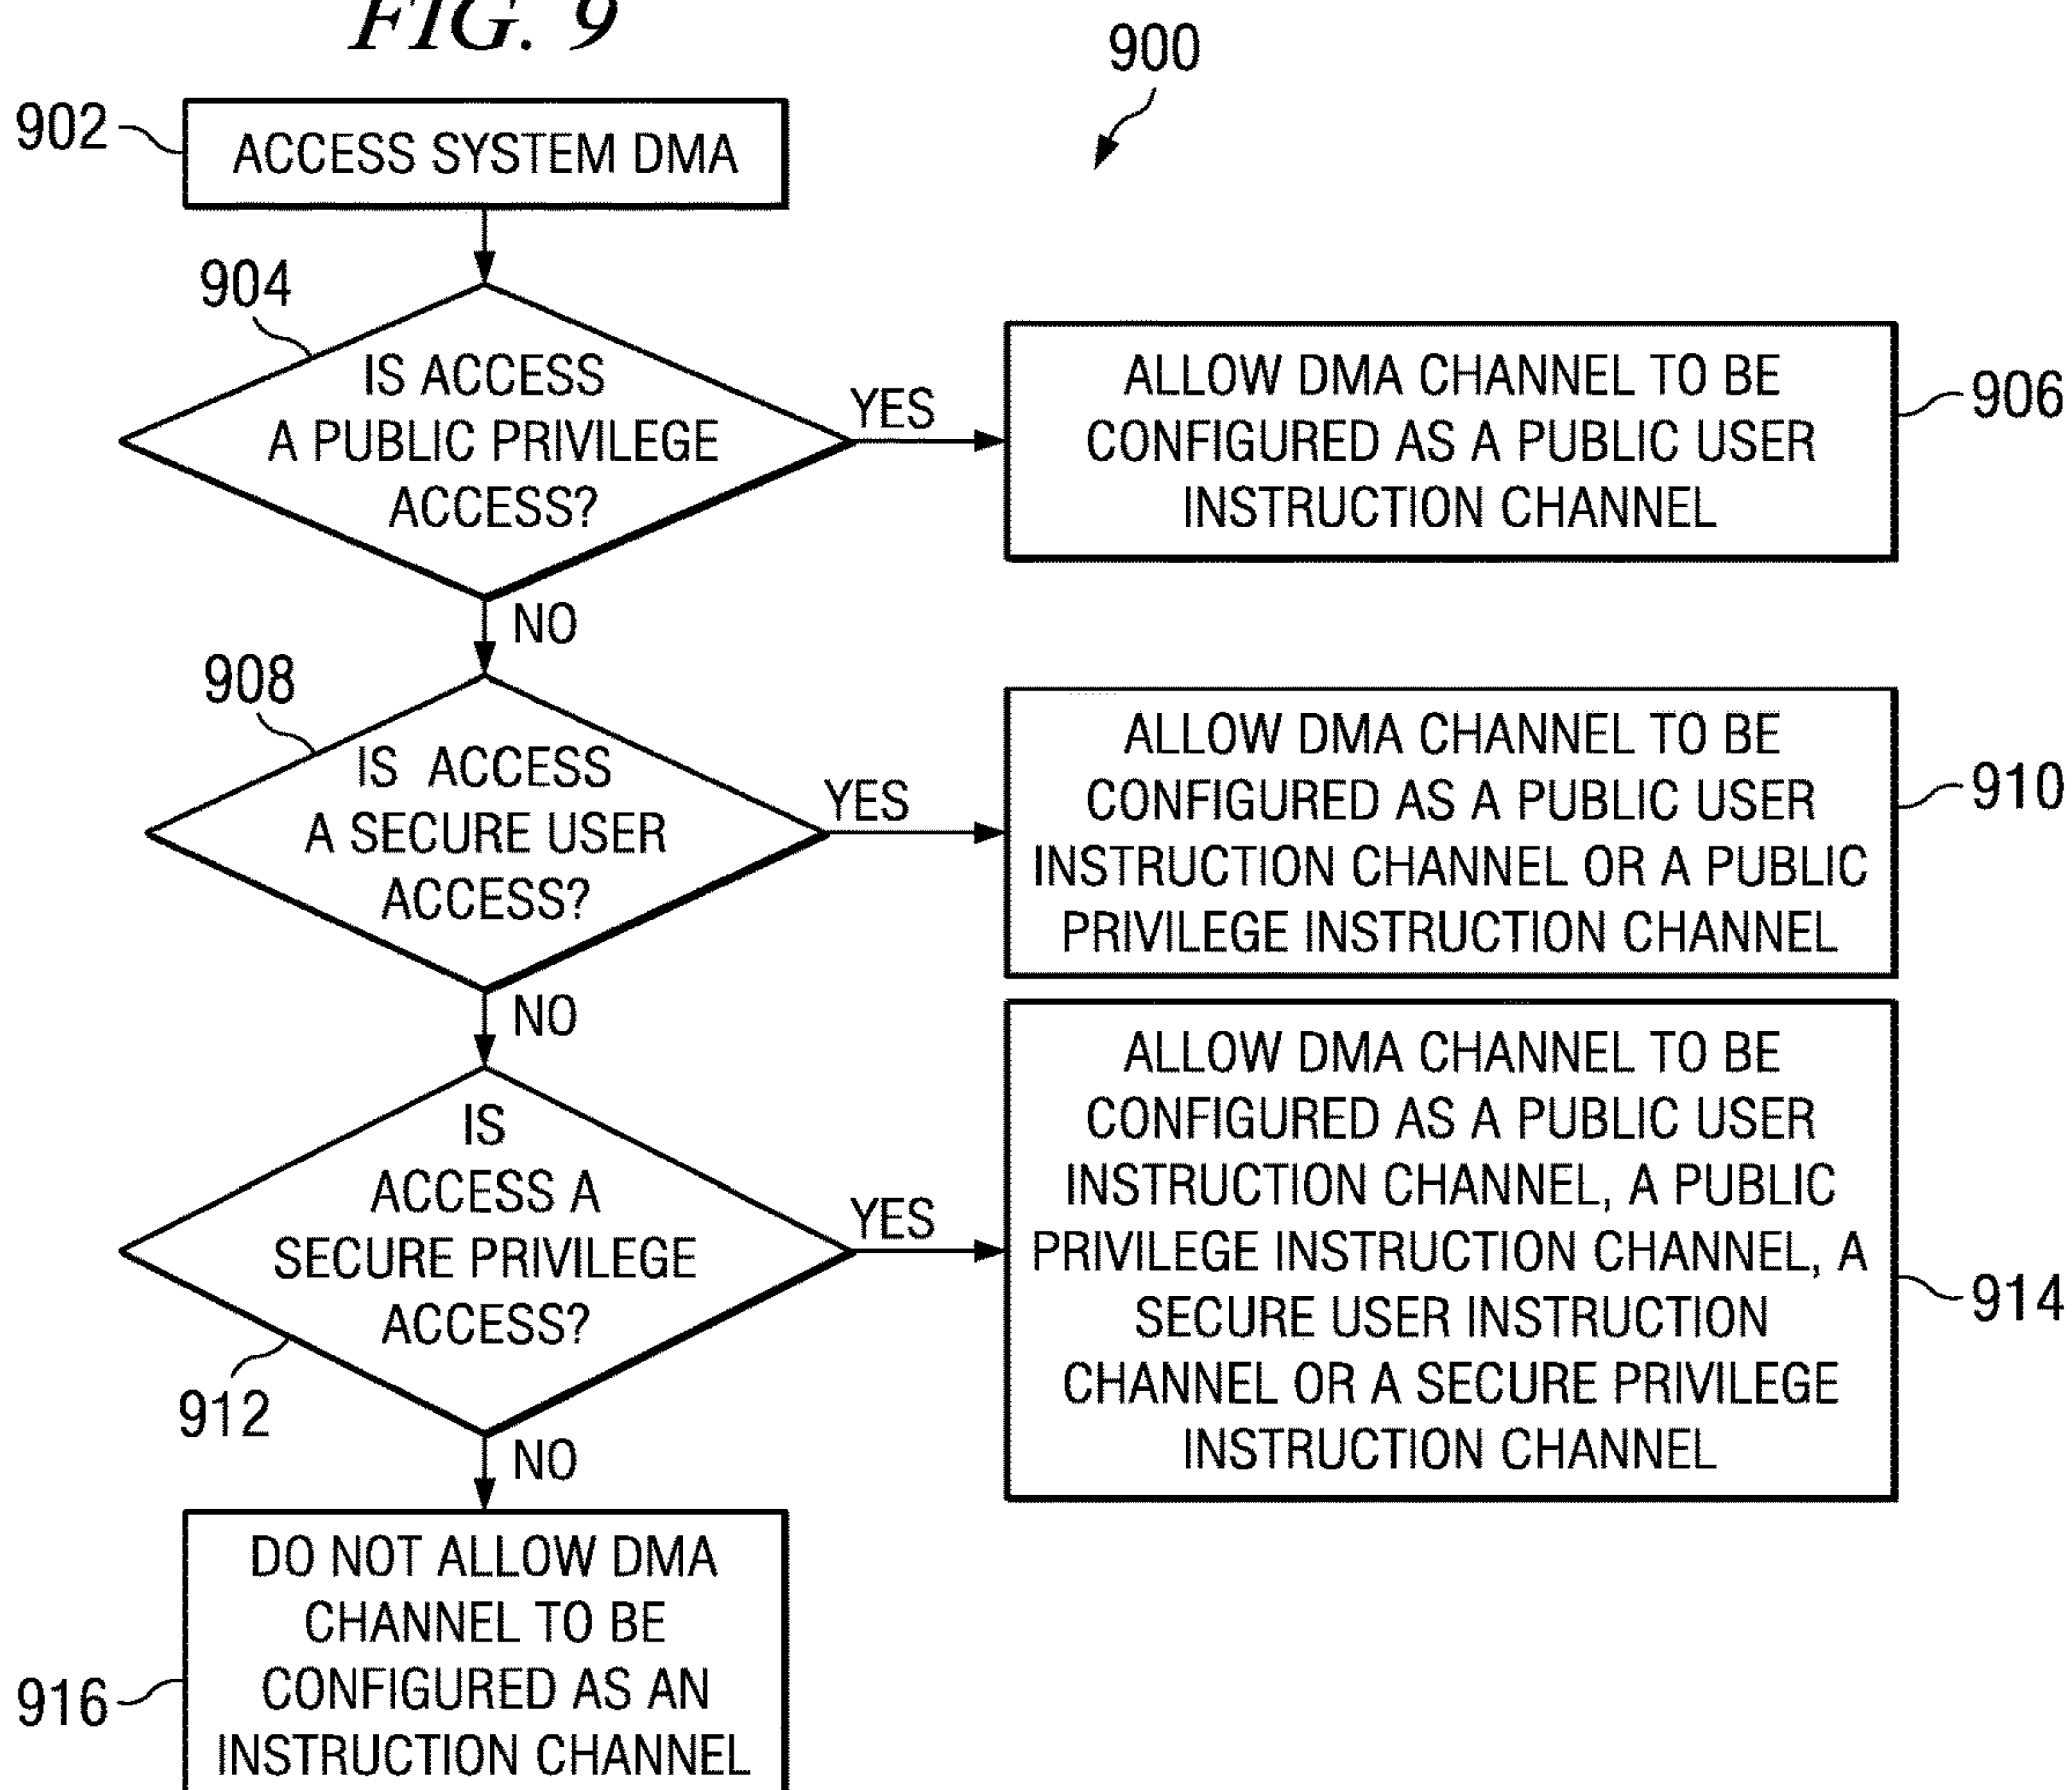 FIG. 9
900
902
ACCESS SYSTEM DMA
904
IS ACCESS
A PUBLIC PRIVILEGE
ACCESS?
YES
ALLOW DMA CHANNEL TO BE
CONFIGURED AS A PUBLIC USER
INSTRUCTION CHANNEL
906
NO
908
IS ACCESS
A SECURE USER
ACCESS?
YES
ALLOW DMA CHANNEL TO BE
CONFIGURED AS A PUBLIC USER
INSTRUCTION CHANNEL OR A PUBLIC
PRIVILEGE INSTRUCTION CHANNEL
910
NO
IS
ACCESS A
SECURE PRIVILEGE
ACCESS?
912
YES
ALLOW DMA CHANNEL TO BE
CONFIGURED AS A PUBLIC USER
INSTRUCTION CHANNEL, A PUBLIC
PRIVILEGE INSTRUCTION CHANNEL, A
SECURE USER INSTRUCTION
CHANNEL OR A SECURE PRIVILEGE
INSTRUCTION CHANNEL
914
NO
DO NOT ALLOW DMA
CHANNEL TO BE
CONFIGURED AS AN
INSTRUCTION CHANNEL
916